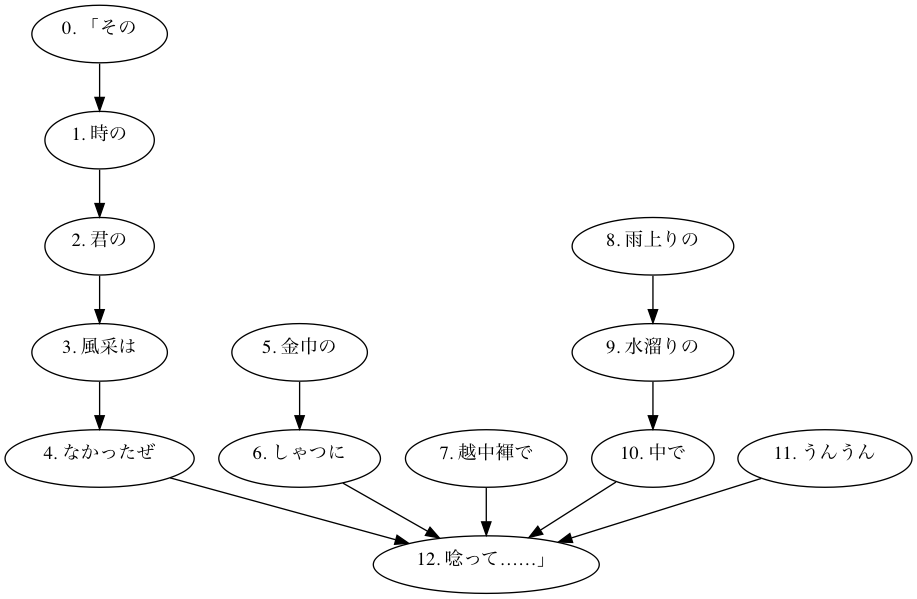 0. 「その
1. 時の
2. 君の
3. 風采は
4. なかったぜ
5. 金巾の
6. しゃつに
7. 越中褌で
8. 雨上りの
9. 水溜りの
10. 中で
11. うんうん
12. 唸って……」